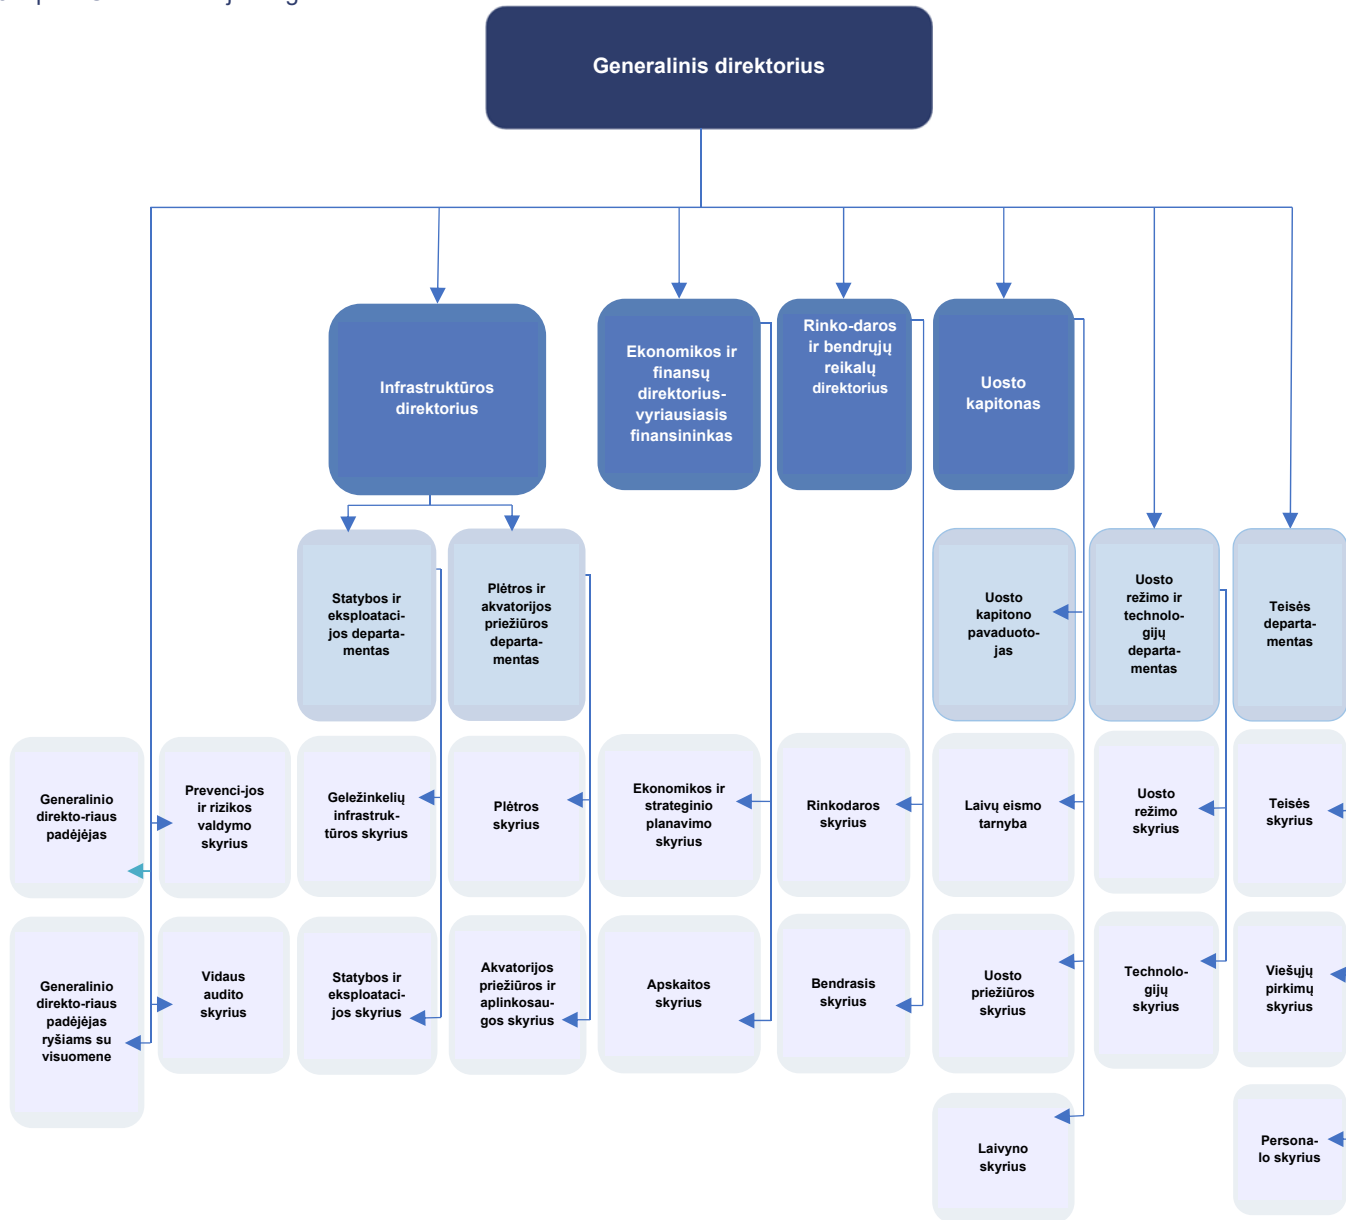 Generalinis direktorius
Infrastruktūros
direktorius
Ekonomikos ir
finansų
direktorius-
vyriausiasis
finansininkas
Rinko-daros
ir bendrųjų
reikalų
direktorius
Uosto
kapitonas
Statybos ir
eksploataci-
jos departa-
mentas
Plėtros ir
akvatorijos
priežiūros
departa-
mentas
Uosto
kapitono
pavaduoto-
jas
Uosto
režimo ir
technolo-
gijų
departa-
mentas
Teisės
departa-
mentas
Generalinio
direkto-riaus
padėjėjas
Prevenci-jos
ir rizikos
valdymo
skyrius
Geležinkelių
infrastruk-
tūros skyrius
Plėtros
skyrius
Ekonomikos ir
strateginio
planavimo
skyrius
Rinkodaros
skyrius
Laivų eismo
tarnyba
Uosto
režimo
skyrius
Teisės
skyrius
Generalinio
direkto-riaus
padėjėjas
ryšiams su
visuomene
Vidaus
audito
skyrius
Statybos ir
eksploataci-
jos skyrius
Akvatorijos
priežiūros ir
aplinkosau-
gos skyrius
Apskaitos
skyrius
Bendrasis
skyrius
Uosto
priežiūros
skyrius
Technolo-
gijų
skyrius
Viešųjų
pirkimų
skyrius
Laivyno
skyrius
Persona-
lo skyrius